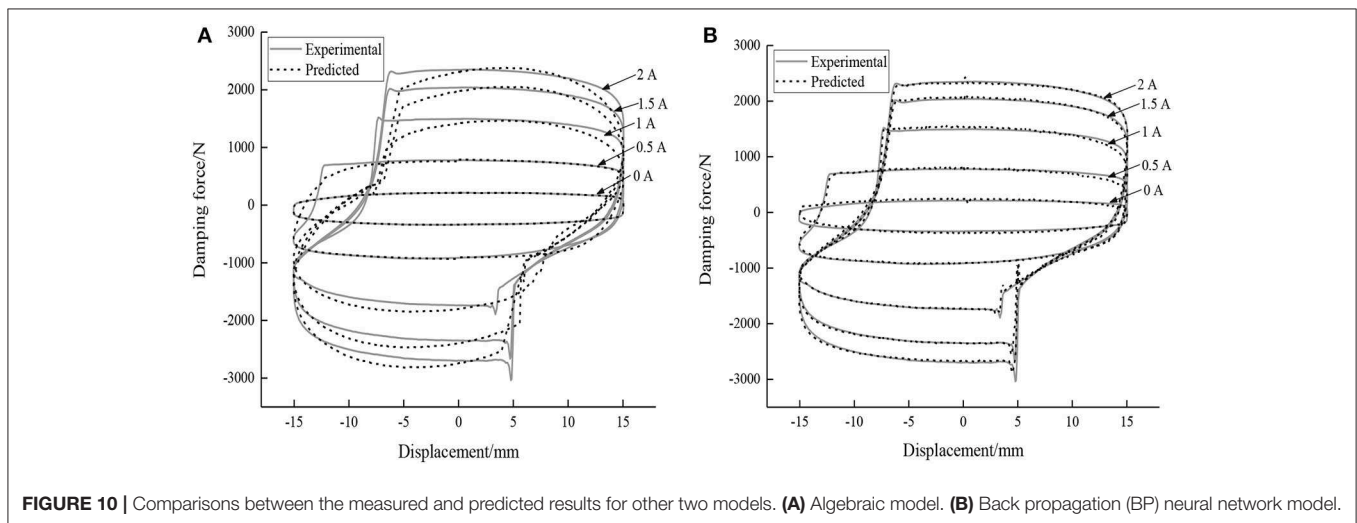 A
3000
2000
1000
0
-1000
-2000
-3000
Damping force/N
Experimental
Predicted
2 A
1.5 A
1 A
0.5 A
0 A
-15
-10
-5
0
5
10
15
Displacement/mm
B
3000
2000
1000
0
-1000
-2000
-3000
Damping force/N
Experimental
Predicted
2 A
1.5 A
1 A
0.5 A
0 A
-15
-10
-5
0
5
10
15
Displacement/mm
FIGURE 10 | Comparisons between the measured and predicted results for other two models. (A) Algebraic model. (B) Back propagation (BP) neural network model.